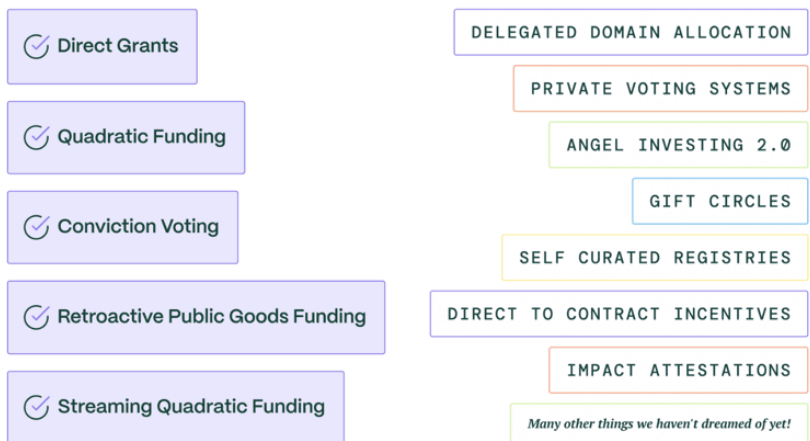 Direct Grants
Quadratic Funding
Conviction Voting
Retroactive Public Goods Funding
Streaming Quadratic Funding
DELEGATED DOMAIN ALLOCATION
PRIVATE VOTING SYSTEMS
ANGEL INVESTING 2.0
GIFT CIRCLES
SELF CURATED REGISTRIES
DIRECT TO CONTRACT INCENTIVES
IMPACT ATTESTATIONS
Many other things we haven't dreamed of yet!